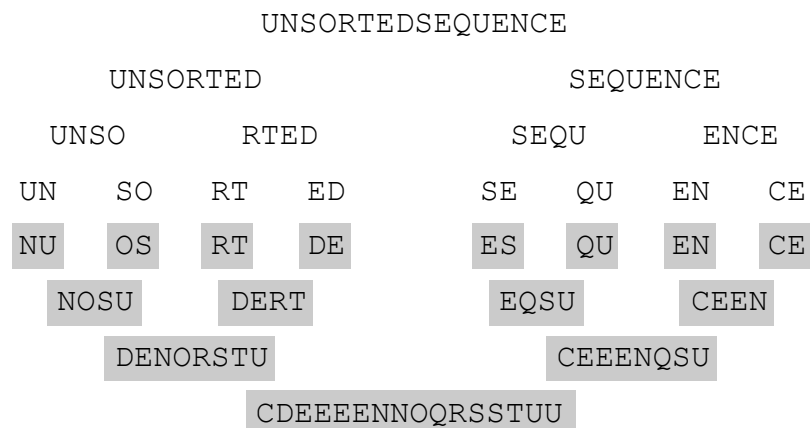 UNSORTEDSEQUENCE
UNSORTED SEQUENCE
UNSO RTED SEQU ENCE
UN SO RT ED SE QU EN CE
NU OS RT DE ES QU EN CE
NOSU DERT EQSU CEEN
DENORSTU CEEENQSU
CDEEEENNOQRSSTUU